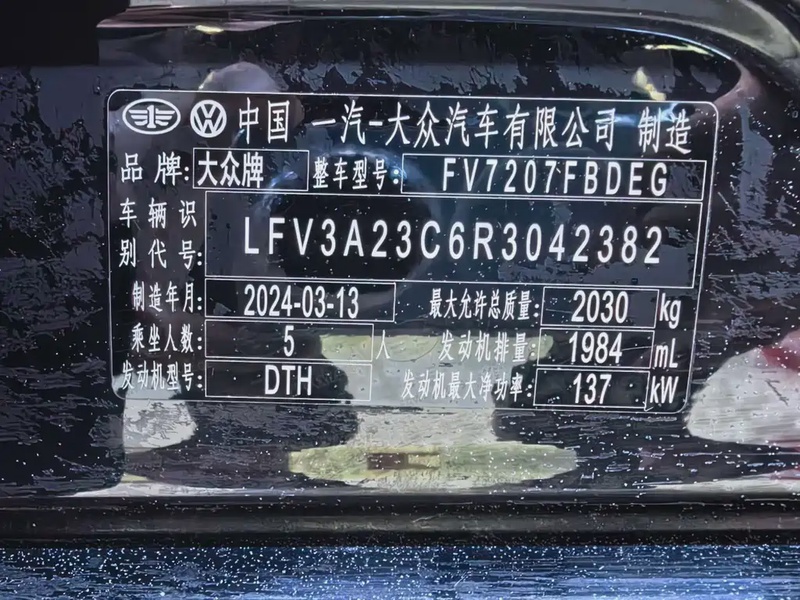 中国 一汽-大众汽车有限公司 制造
品牌: 大众牌 整车型号: FV7207FBDEG
车辆识别代号: LFV3A23C6R3042382
制造年月: 2024-03-13 最大允许总质量: 2030 kg
乘坐人数: 5 人 发动机排量: 1984 mL
发动机型号: DTH 发动机最大净功率: 137 kW